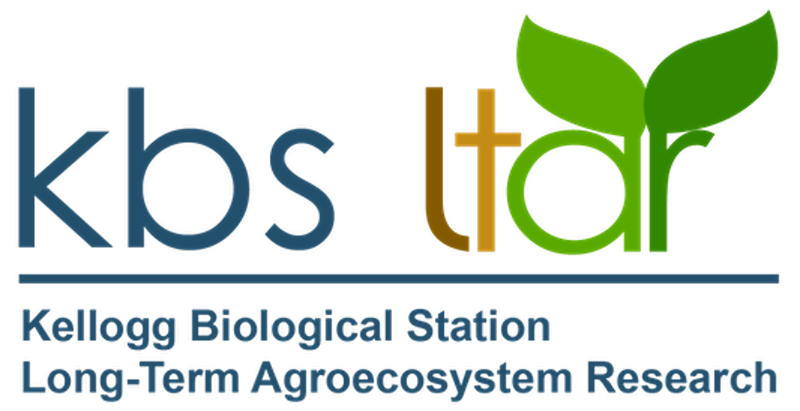 kbs ltar
Kellogg Biological Station
Long-Term Agroecosystem Research